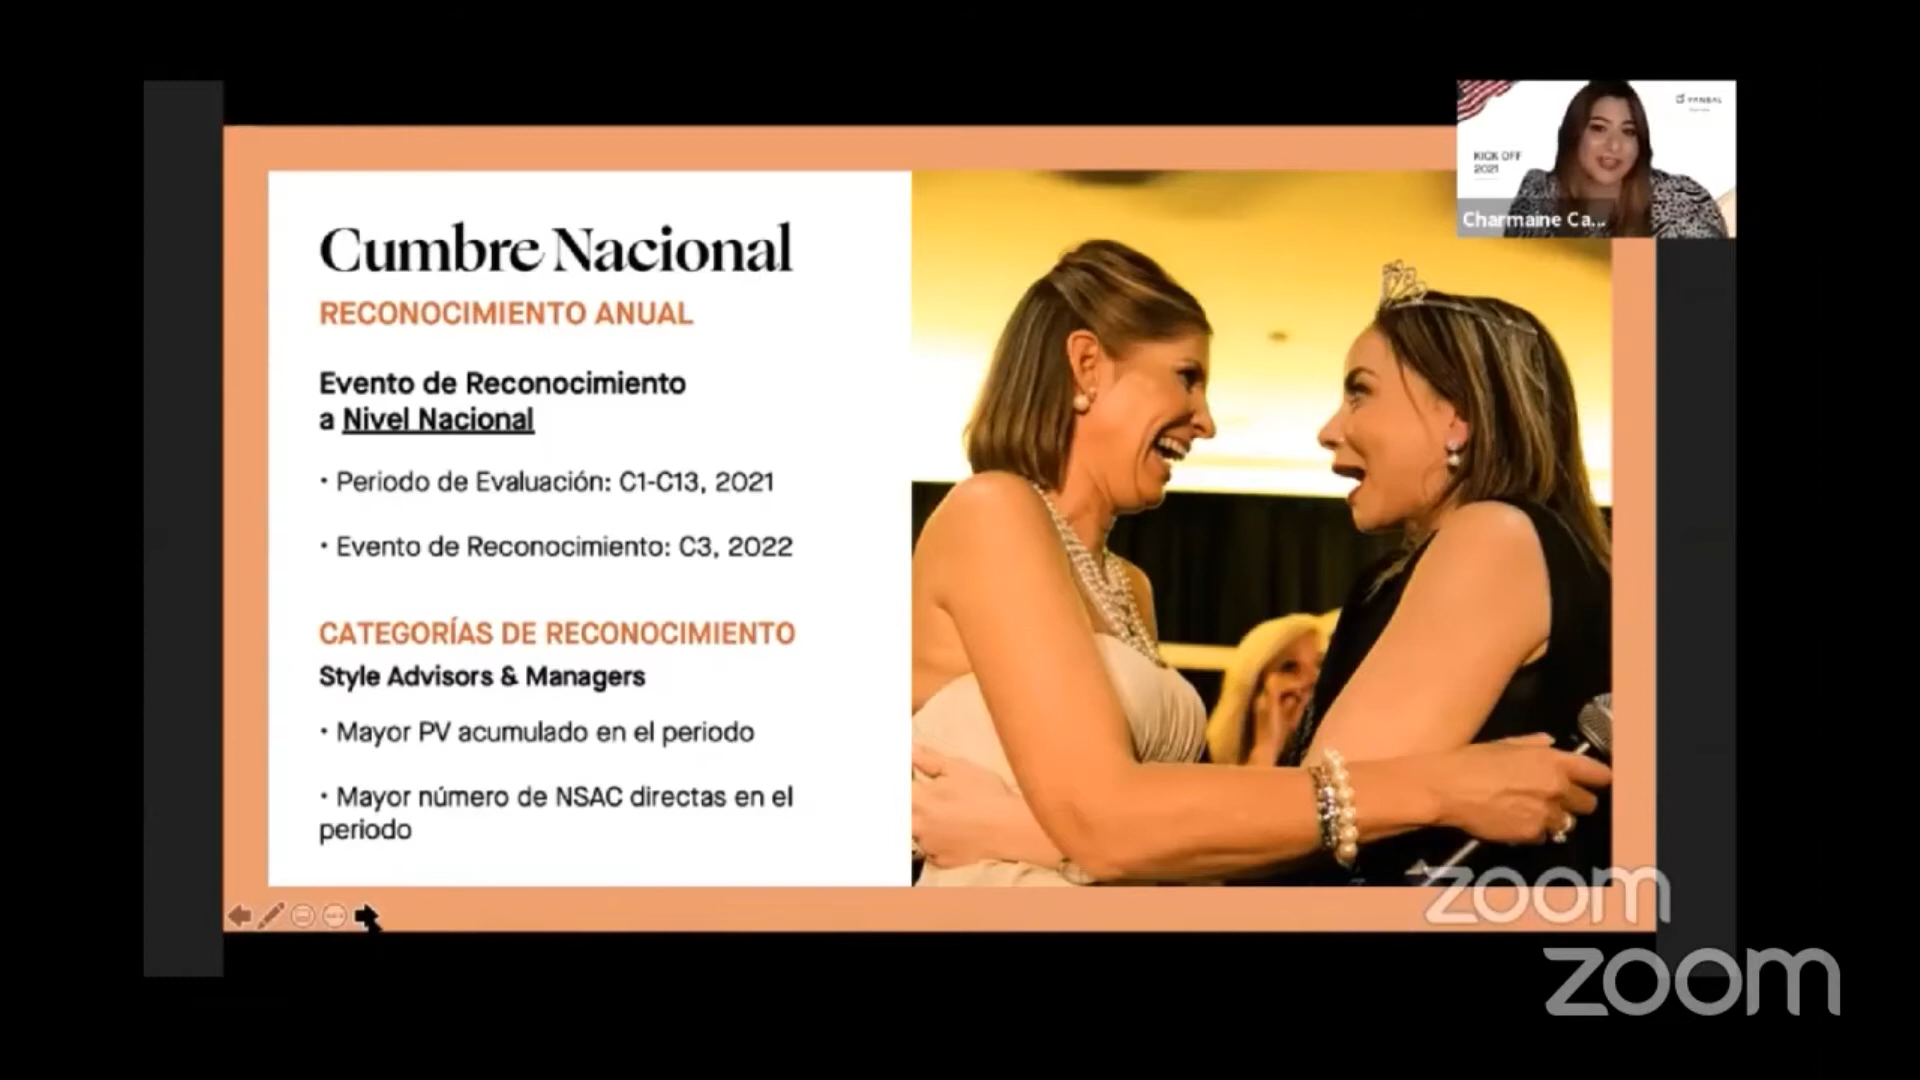 Cumbre Nacional
RECONOCIMIENTO ANUAL
Evento de Reconocimiento
a Nivel Nacional
• Periodo de Evaluación: C1-C13, 2021
• Evento de Reconocimiento: C3, 2022
CATEGORÍAS DE RECONOCIMIENTO
Style Advisors & Managers
• Mayor PV acumulado en el periodo
• Mayor número de NSAC directas en el
periodo
YANBAL
KICK OFF
2021
Charmaine Ca...
zoom
zoom